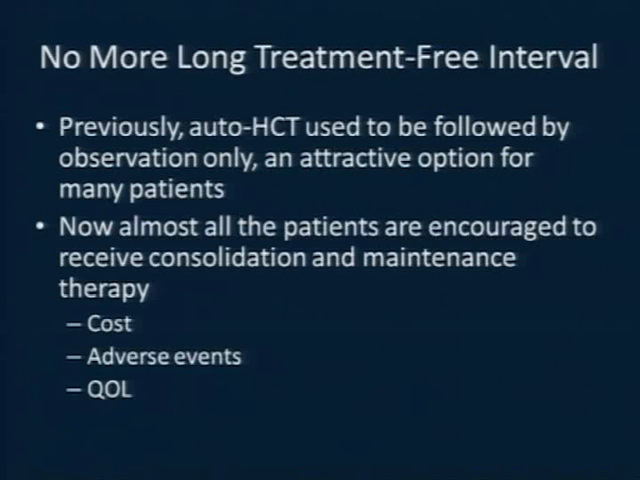 No More Long Treatment-Free Interval
• Previously, auto-HCT used to be followed by
observation only, an attractive option for
many patients
• Now almost all the patients are encouraged to
receive consolidation and maintenance
therapy
– Cost
– Adverse events
– QOL